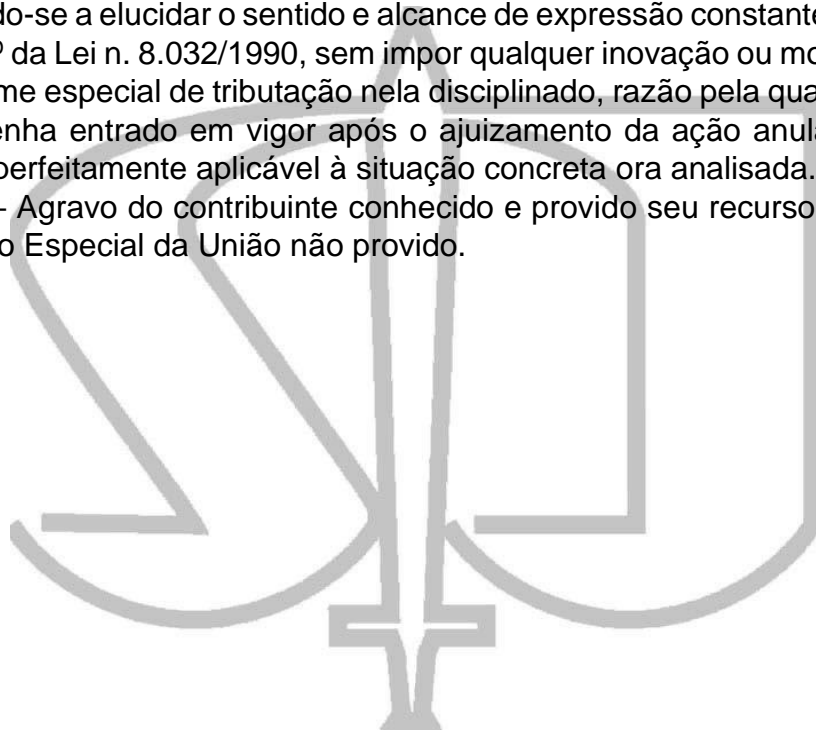 do-se a elucidar o sentido e alcance de expressão constante
º da Lei n. 8.032/1990, sem impor qualquer inovação ou mo
me especial de tributação nela disciplinado, razão pela qua
enha entrado em vigor após o ajuizamento da ação anul
perfeitamente aplicável à situação concreta ora analisada.
- Agravo do contribuinte conhecido e provido seu recurso
o Especial da União não provido.